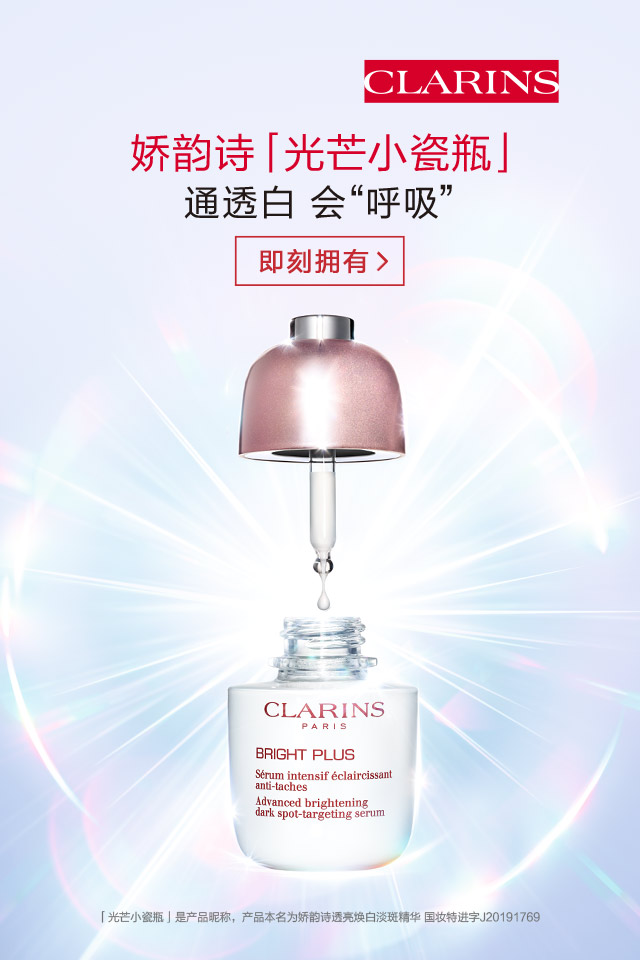 CLARINS
娇韵诗「光芒小瓷瓶」
通透白 会“呼吸”
即刻拥有
CLARINS
PARIS
BRIGHT PLUS
Sérum intensif éclaircissant
anti-taches
Advanced brightening
dark spot-targeting serum
「光芒小瓷瓶」是产品昵称，产品本名为娇韵诗透亮焕白淡斑精华 国妆特进字J20191769